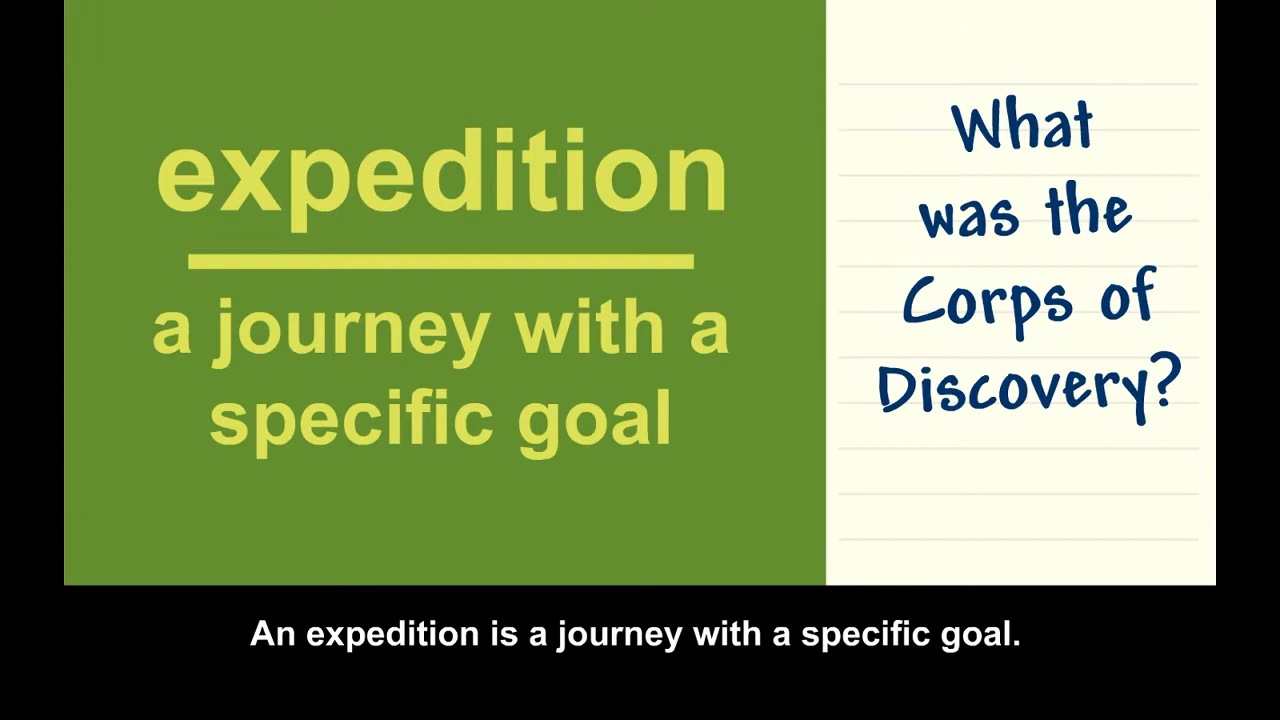 expedition
a journey with a
specific goal
What
was the
Corps of
Discovery?
An expedition is a journey with a specific goal.